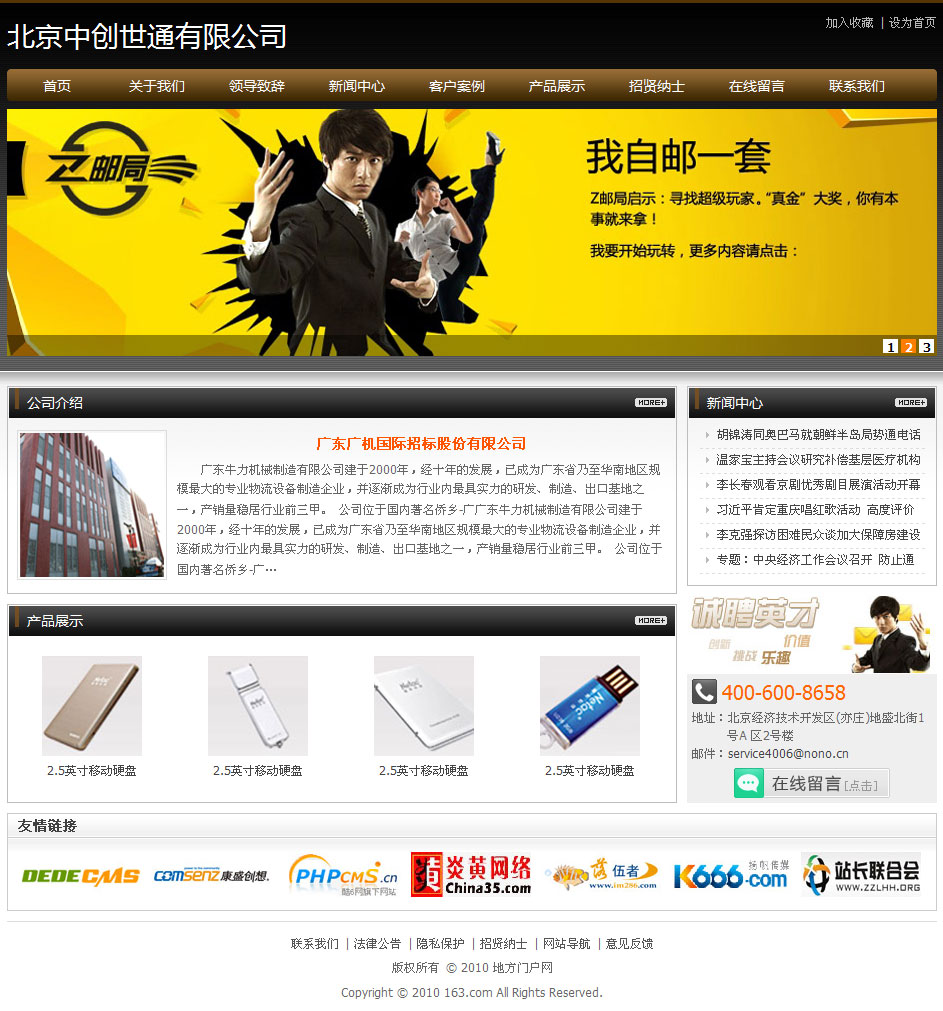 加入收藏 | 设为首页
北京中创世通有限公司
首页 关于我们 领导致辞 新闻中心 客户案例 产品展示 招贤纳士 在线留言 联系我们
Z邮局
我自邮一套
Z邮局启示：寻找超级玩家。“真金”大奖，你有本
事就来拿！
我要开始玩转，更多内容请点击：
1 2 3
公司介绍 MORE+
广东广机国际招标股份有限公司
广东牛力机械制造有限公司建于2000年，经十年的发展，已成为广东省乃至华南地区规
模最大的专业物流设备制造企业，并逐渐成为行业内最具实力的研发、制造、出口基地之
一，产销量稳居行业前三甲。 公司位于国内著名侨乡-广广东牛力机械制造有限公司建于
2000年，经十年的发展，已成为广东省乃至华南地区规模最大的专业物流设备制造企业，并
逐渐成为行业内最具实力的研发、制造、出口基地之一，产销量稳居行业前三甲。 公司位于
国内著名侨乡-广…
新闻中心 MORE+
胡锦涛同奥巴马就朝鲜半岛局势通电话
温家宝主持会议研究补偿基层医疗机构
李长春观看京剧优秀剧目展演活动开幕
习近平肯定重庆唱红歌活动 高度评价
李克强探访困难民众谈加大保障房建设
专题：中央经济工作会议召开 防止通
产品展示 MORE+
Netac
2.5英寸移动硬盘 2.5英寸移动硬盘 2.5英寸移动硬盘 2.5英寸移动硬盘
诚聘英才
创新 价值
挑战 乐趣
400-600-8658
地址：北京经济技术开发区(亦庄)地盛北街1
号A 区2号楼
邮件：service4006@nono.cn
在线留言[点击]
友情链接
DEDECMS
COMSENZ康盛创想.
PHPCMS.cn
酷6网旗下网站
炎黄网络
China35.com
伍者
www.im286.com
K666.com
扬帆传媒
站长联合会
www.ZZLHH.ORG
联系我们 | 法律公告 | 隐私保护 | 招贤纳士 | 网站导航 | 意见反馈
版权所有 © 2010 地方门户网
Copyright © 2010 163.com All Rights Reserved.